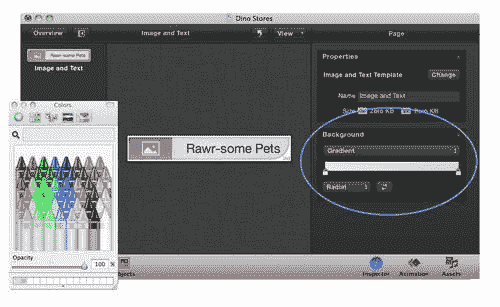 Dino Stores
Overview
Image and Text
View
Page
Rawr-some Pets
Image and Text
Properties
Image and Text Template
Change
Name
Image and Text
Size
Zero Kb
Zero KB
Background
Gradient
Radial
Colors
Rawr-some Pets
Opacity
100
%
Objects
Inspector
Animation
Assets